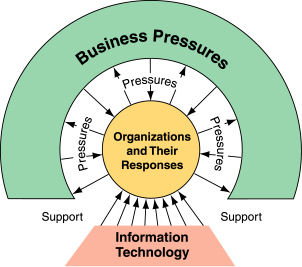 Business Pressures
Pressures
Pressures
Pressures
Organizations
and Their
Responses
Support
Support
Information
Technology